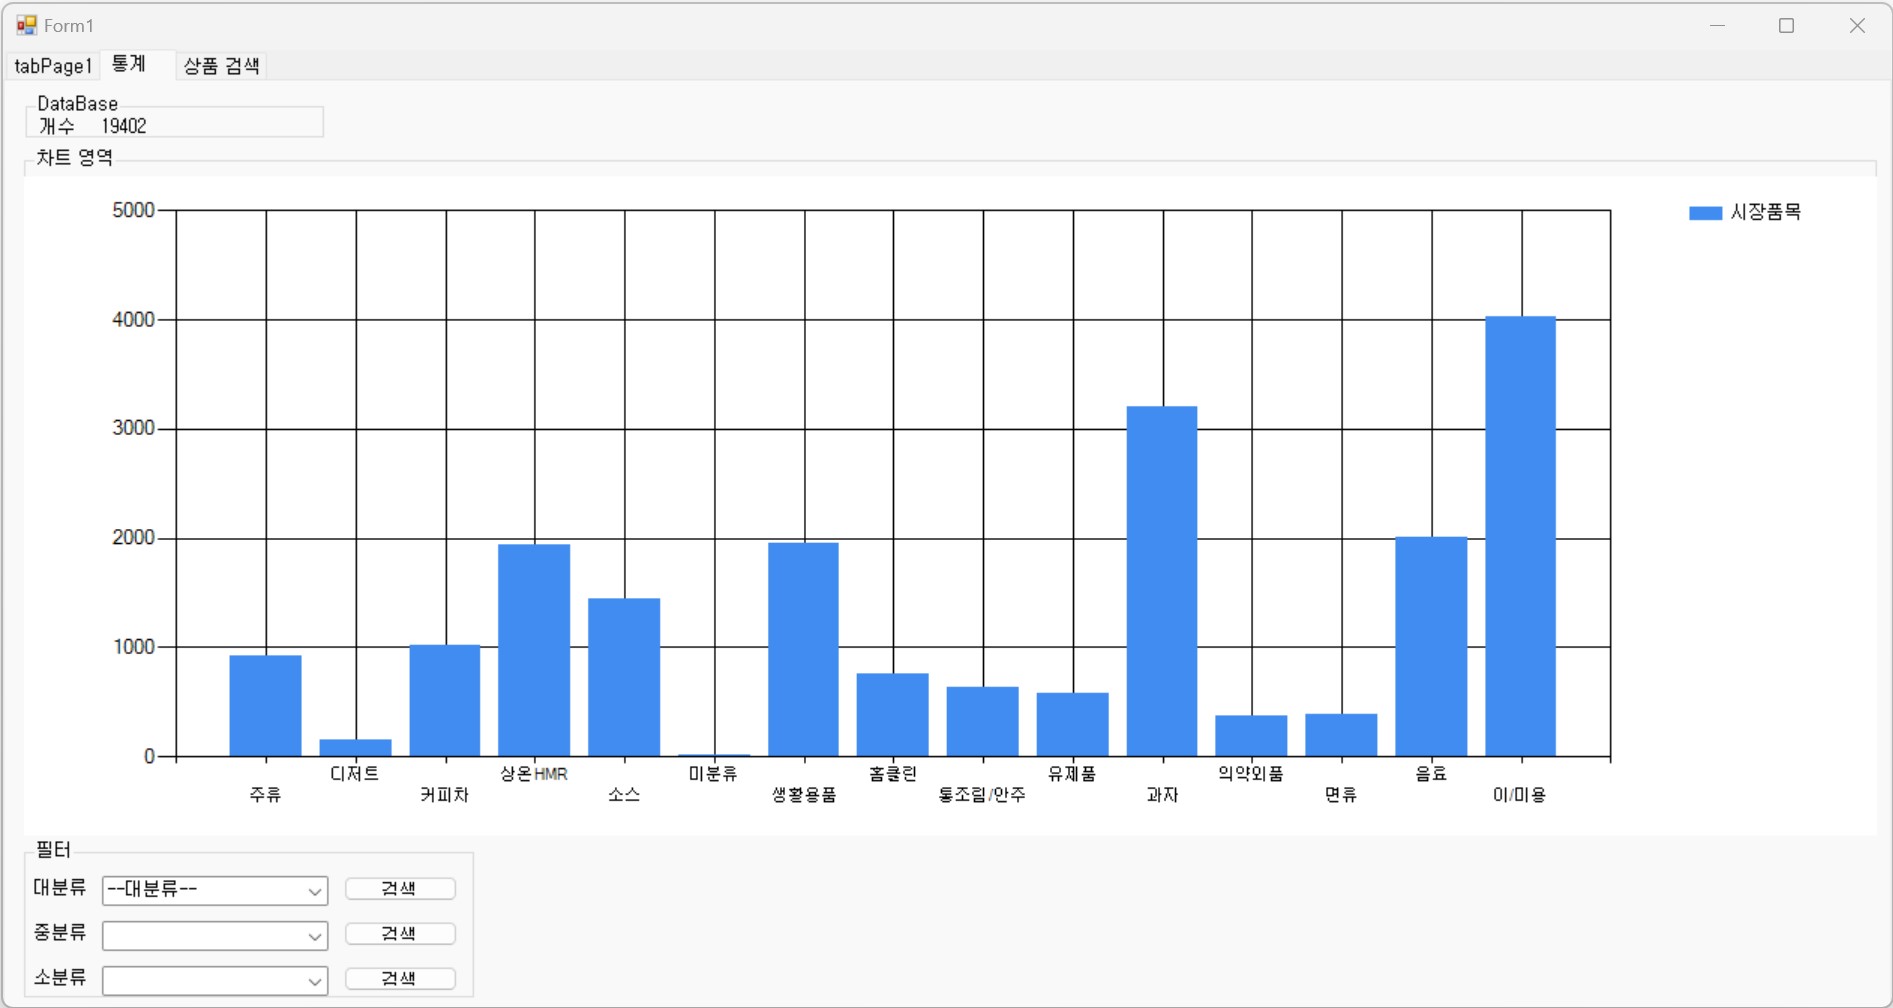 Form1
tabPage1 통계 상품 검색
DataBase
개수 19402
차트 영역
시장품목
5000
4000
3000
2000
1000
0
디저트 상온HMR 미분류 홈클린 유제품 의약외품 음료
주류 커피차 소스 생활용품 통조림/안주 과자 면류 이/미용
필터
대분류 --대분류-- 검색
중분류 검색
소분류 검색